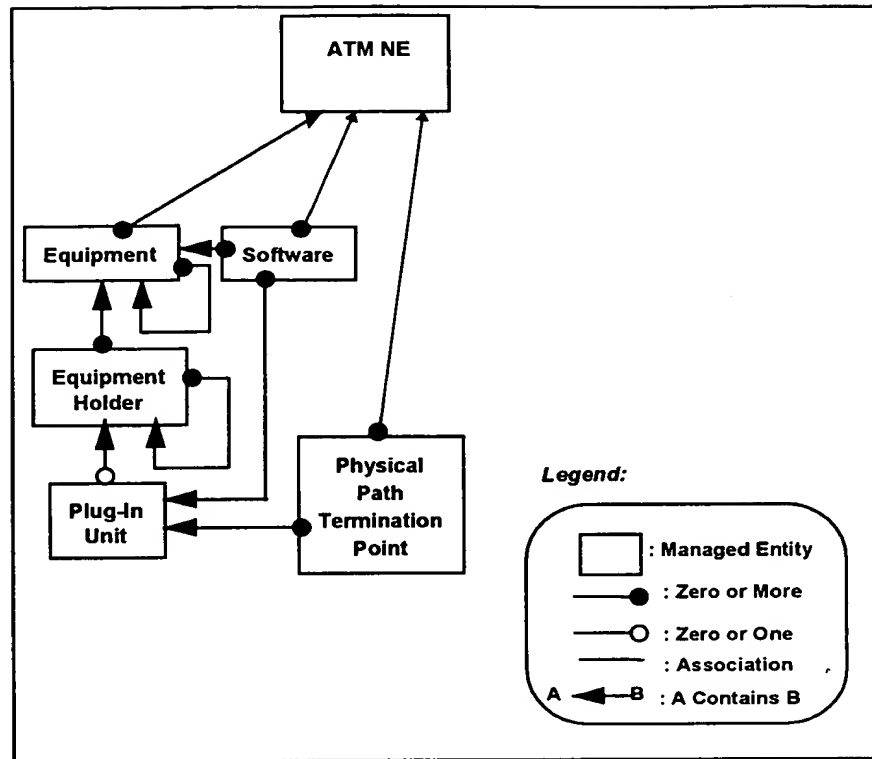 ATM NE
Equipment
Software
Equipment
Holder
Plug-In
Unit
Physical
Path
Termination
Point
Legend:
: Managed Entity
: Zero or More
: Zero or One
: Association
A B : A Contains B